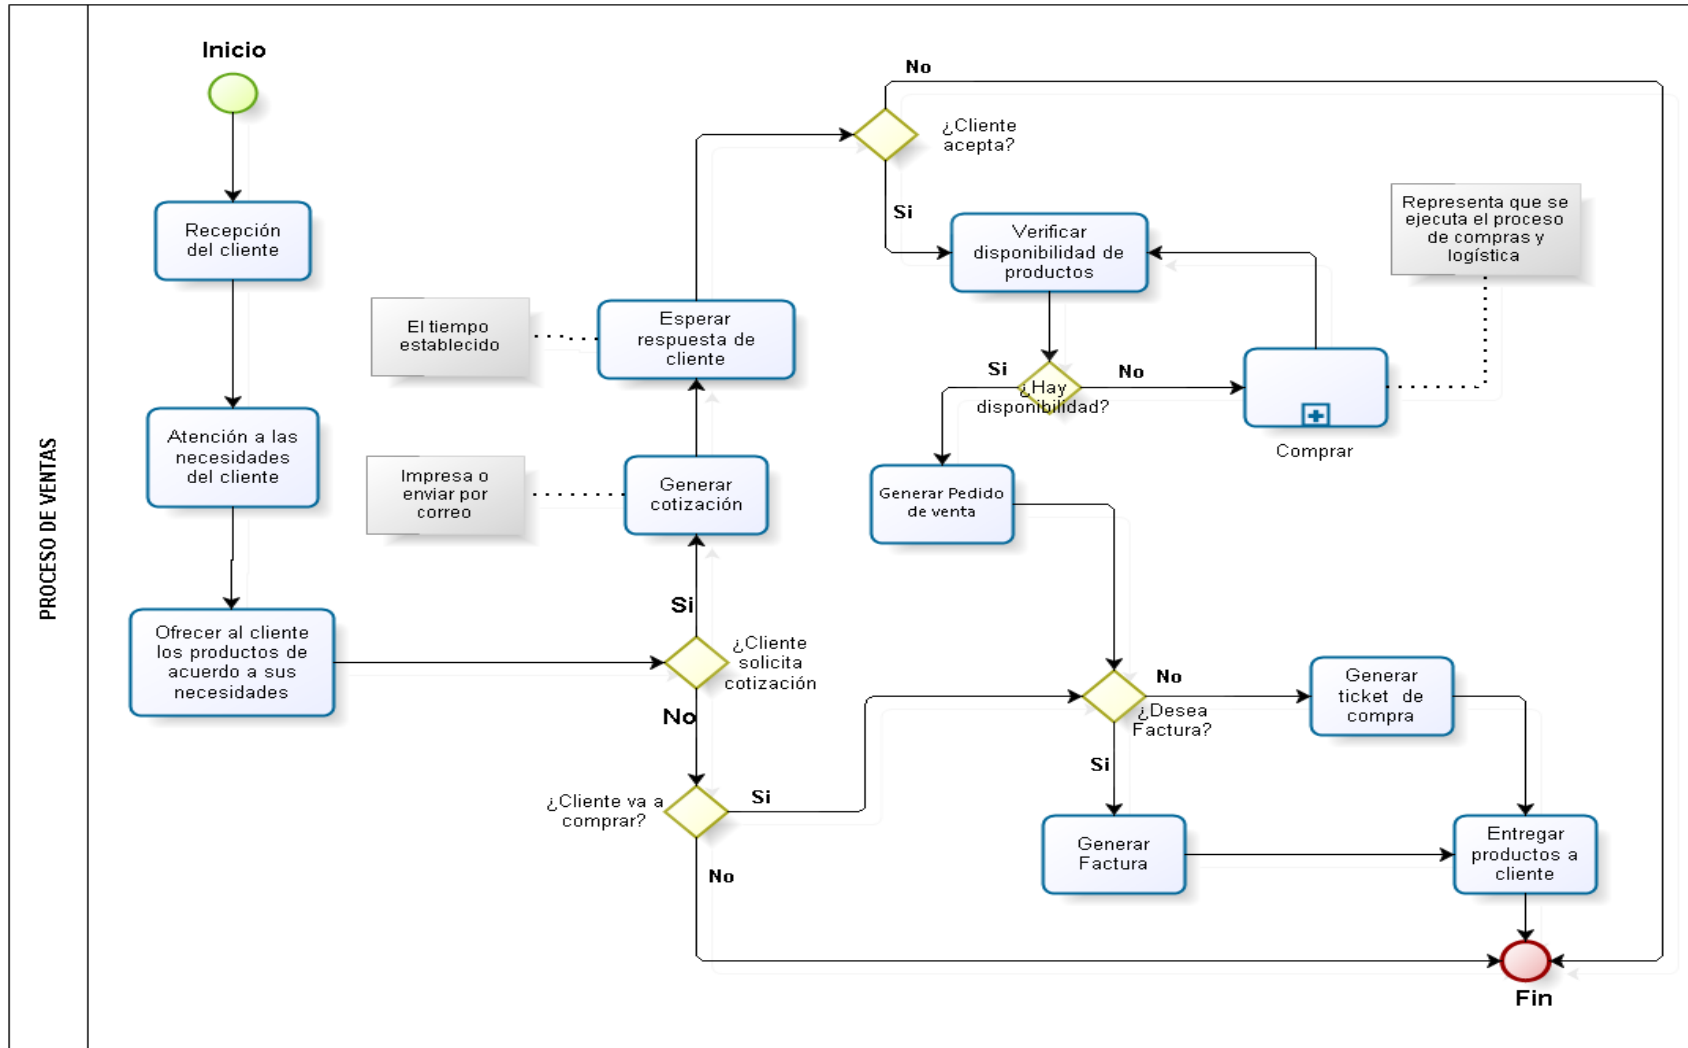 PROCESO DE VENTAS
Inicio
Recepción
del cliente
Atención a las
necesidades
del cliente
Ofrecer al cliente
los productos de
acuerdo a sus
necesidades
¿Cliente
solicita
cotización
Si
No
Generar
cotización
Impresa o
enviar por
correo
Esperar
respuesta de
cliente
El tiempo
establecido
¿Cliente
acepta?
No
Si
Verificar
disponibilidad de
productos
¿Hay
disponibilidad?
Si
No
Comprar
Representa que se
ejecuta el proceso
de compras y
logística
Generar Pedido
de venta
¿Cliente va a
comprar?
Si
No
¿Desea
Factura?
No
Si
Generar
ticket de
compra
Generar
Factura
Entregar
productos a
cliente
Fin